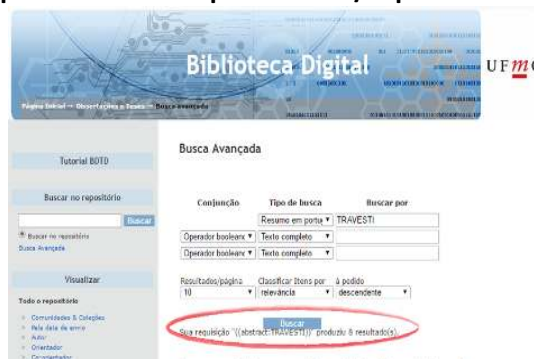 Biblioteca Digital
UFmG
Página Inicial → Dissertações e Teses → Busca avançada
Tutorial BDTD
Buscar no repositório
Buscar
Buscar no repositório
Busca Avançada
Visualizar
Todo o repositório
Comunidades & Coleções
Pela data de envio
Autor
Orientador
Coorientador
Busca Avançada
Conjunção Tipo de busca Buscar por
Resumo em portu TRAVESTI
Operador boolean Texto completo
Operador boolean Texto completo
Resultados/página Classificar itens por à pedido
10 relevância descendente
Buscar
Sua requisição "((abstract:TRAVESTI))" produziu 8 resultado(s).